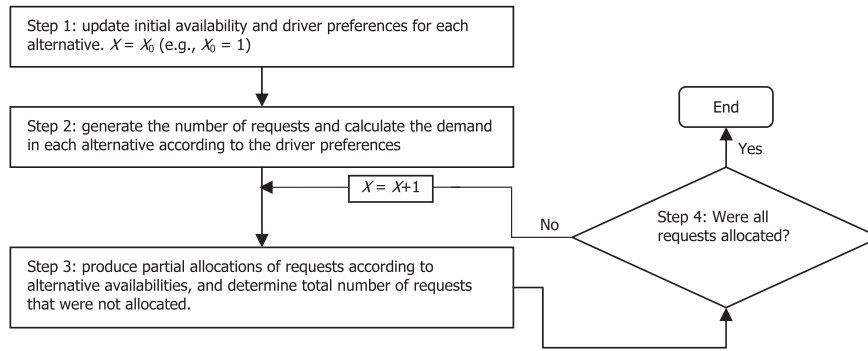 Step 1: update initial availability and driver preferences for each
alternative. X = X₀ (e.g., X₀ = 1)
Step 2: generate the number of requests and calculate the demand
in each alternative according to the driver preferences
X = X+1
Step 3: produce partial allocations of requests according to
alternative availabilities, and determine total number of requests
that were not allocated.
No
Step 4: Were all
requests allocated?
Yes
End